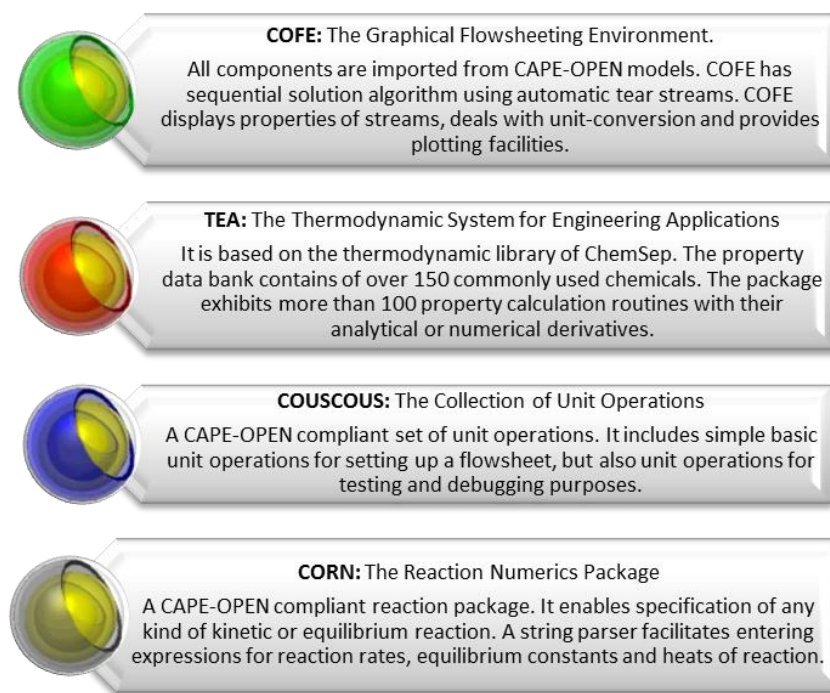 COFE: The Graphical Flowsheeting Environment.
All components are imported from CAPE-OPEN models. COFE has
sequential solution algorithm using automatic tear streams. COFE
displays properties of streams, deals with unit-conversion and provides
plotting facilities.
TEA: The Thermodynamic System for Engineering Applications
It is based on the thermodynamic library of ChemSep. The property
data bank contains of over 150 commonly used chemicals. The package
exhibits more than 100 property calculation routines with their
analytical or numerical derivatives.
COUSCOUS: The Collection of Unit Operations
A CAPE-OPEN compliant set of unit operations. It includes simple basic
unit operations for setting up a flowsheet, but also unit operations for
testing and debugging purposes.
CORN: The Reaction Numerics Package
A CAPE-OPEN compliant reaction package. It enables specification of any
kind of kinetic or equilibrium reaction. A string parser facilitates entering
expressions for reaction rates, equilibrium constants and heats of reaction.